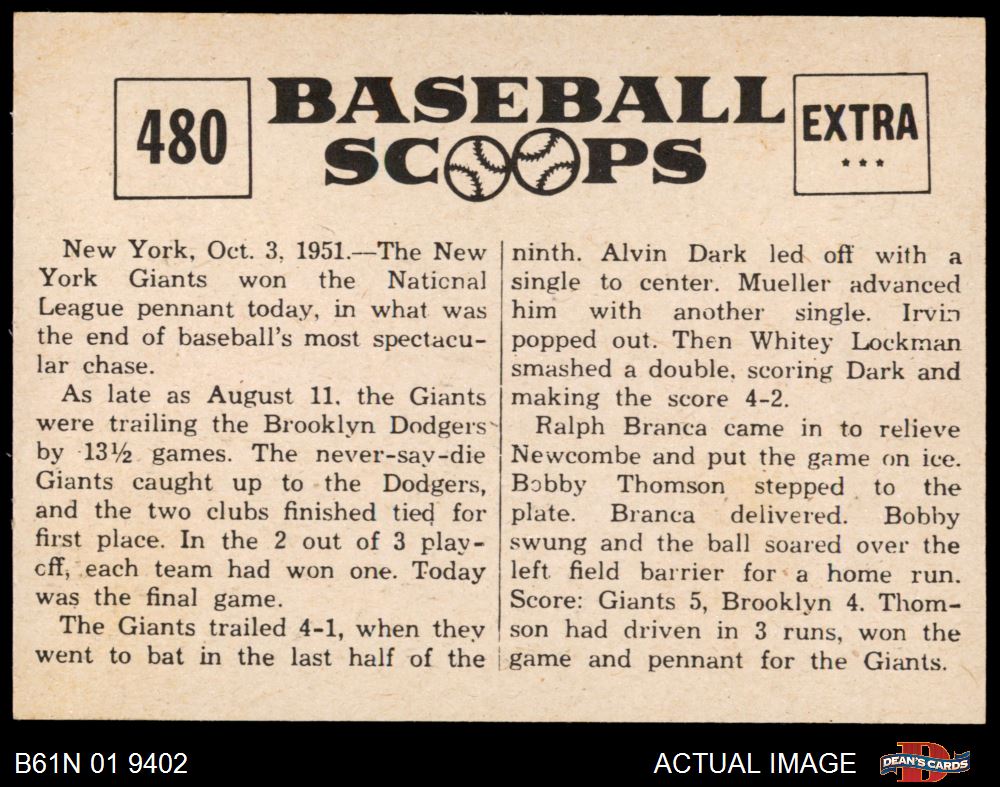 480
BASEBALL
SCOOPS
EXTRA
New York, Oct. 3, 1951.—The New
York Giants won the National
League pennant today, in what was
the end of baseball's most spectacu-
lar chase.
As late as August 11, the Giants
were trailing the Brooklyn Dodgers
by 13½ games. The never-say-die
Giants caught up to the Dodgers,
and the two clubs finished tied for
first place. In the 2 out of 3 play-
off, each team had won one. Today
was the final game.
The Giants trailed 4-1, when they
went to bat in the last half of the
ninth. Alvin Dark led off with a
single to center. Mueller advanced
him with another single. Irvin
popped out. Then Whitey Lockman
smashed a double, scoring Dark and
making the score 4-2.
Ralph Branca came in to relieve
Newcombe and put the game on ice.
Bobby Thomson stepped to the
plate. Branca delivered. Bobby
swung and the ball soared over the
left field barrier for a home run.
Score: Giants 5, Brooklyn 4. Thom-
son had driven in 3 runs, won the
game and pennant for the Giants.
B61N 01 9402
ACTUAL IMAGE
D
DEAN'S CARDS